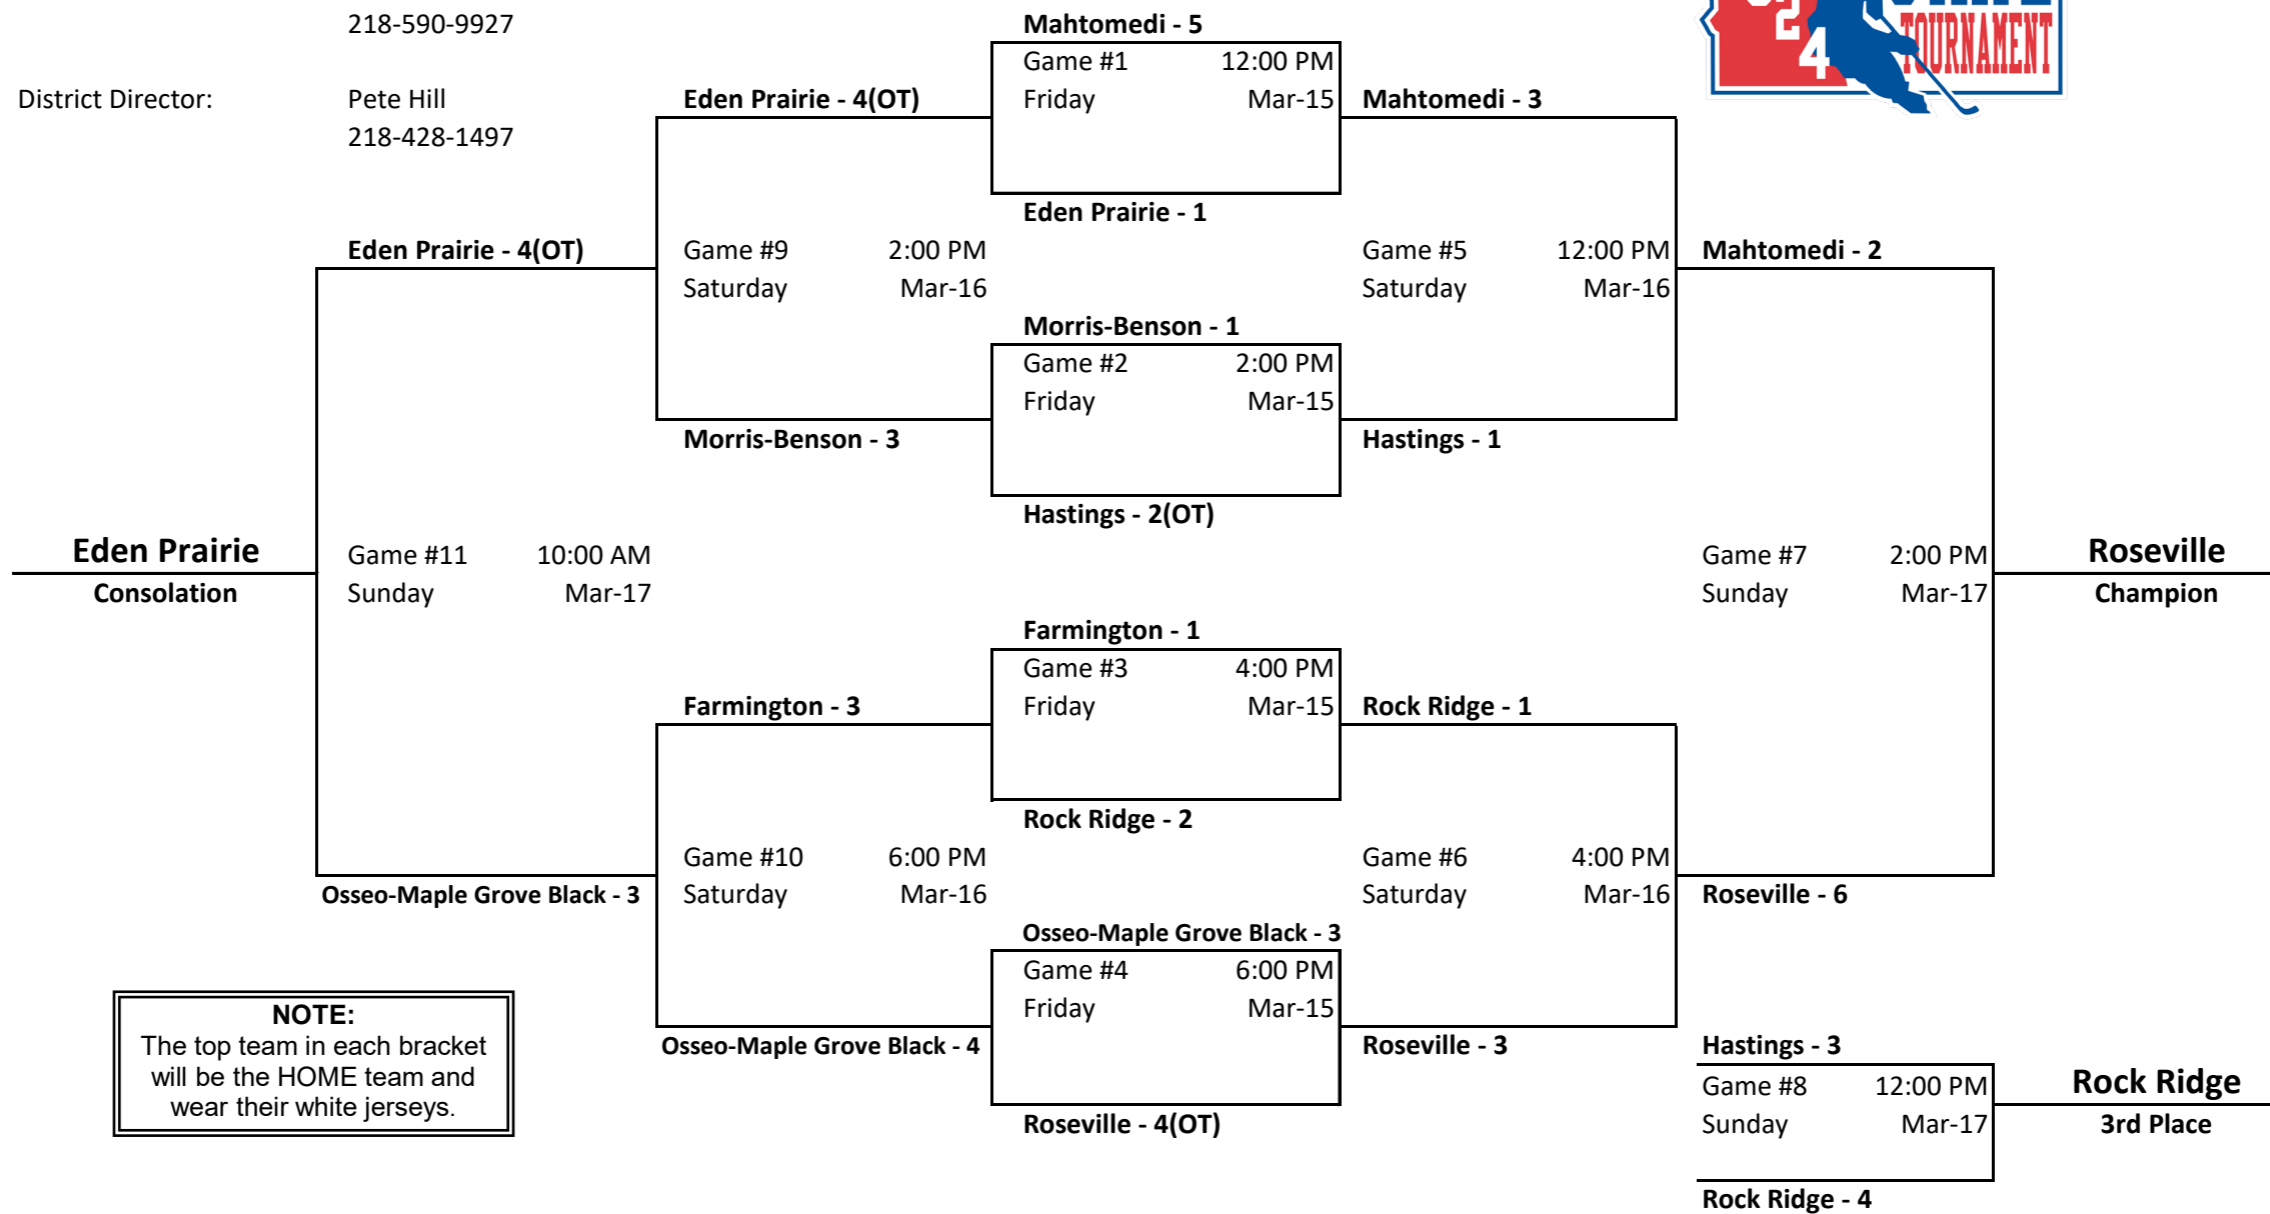 218-590-9927
District Director: Pete Hill
218-428-1497
Mahtomedi - 5
Game #1 12:00 PM
Friday Mar-15
Eden Prairie - 1
Eden Prairie - 4(OT)
Mahtomedi - 3
Eden Prairie - 4(OT)
Game #9 2:00 PM
Saturday Mar-16
Game #5 12:00 PM
Saturday Mar-16
Mahtomedi - 2
Morris-Benson - 1
Game #2 2:00 PM
Friday Mar-15
Morris-Benson - 3
Hastings - 1
Hastings - 2(OT)
Eden Prairie
Consolation
Game #11 10:00 AM
Sunday Mar-17
Game #7 2:00 PM
Sunday Mar-17
Roseville
Champion
Farmington - 1
Game #3 4:00 PM
Friday Mar-15
Farmington - 3
Rock Ridge - 1
Rock Ridge - 2
Game #10 6:00 PM
Saturday Mar-16
Game #6 4:00 PM
Saturday Mar-16
Osseo-Maple Grove Black - 3
Roseville - 6
Osseo-Maple Grove Black - 3
Game #4 6:00 PM
Friday Mar-15
Osseo-Maple Grove Black - 4
Roseville - 3
Roseville - 4(OT)
NOTE:
The top team in each bracket
will be the HOME team and
wear their white jerseys.
Hastings - 3
Game #8 12:00 PM
Sunday Mar-17
Rock Ridge
3rd Place
Rock Ridge - 4
2
4
TOURNAMENT